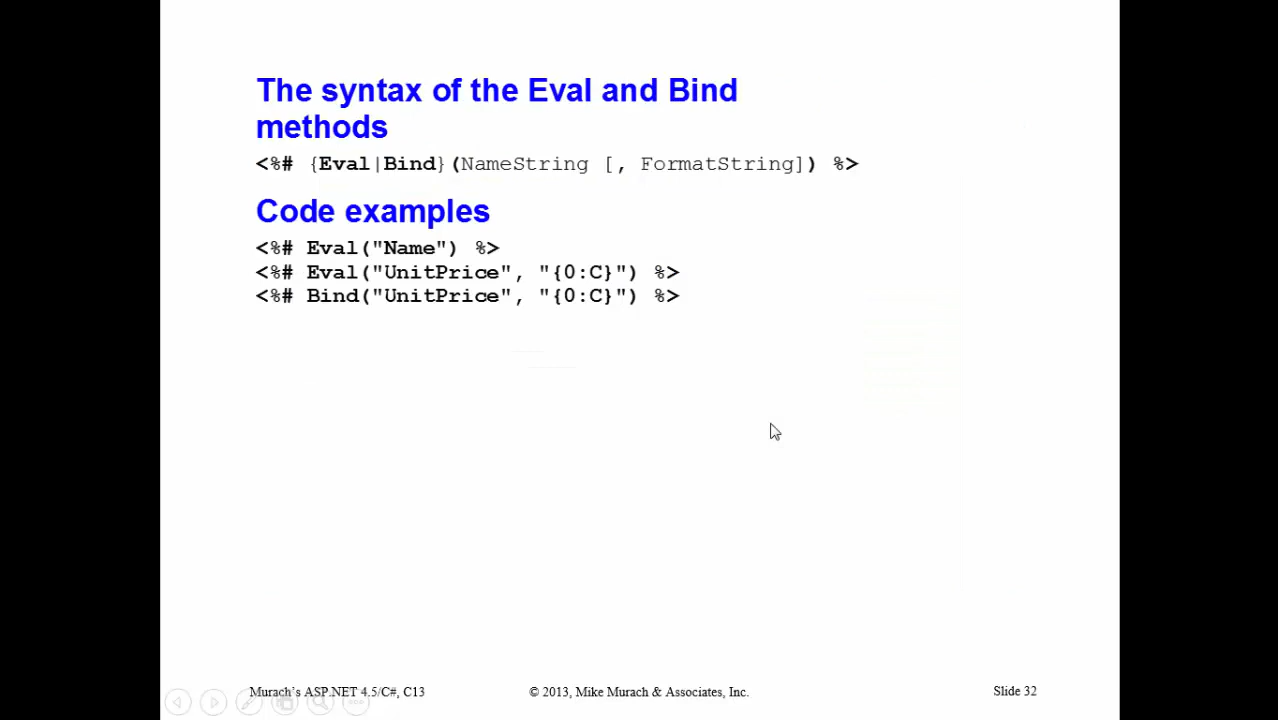 The syntax of the Eval and Bind
methods
<%# {Eval|Bind}(NameString [, FormatString]) %>
Code examples
<%# Eval("Name") %>
<%# Eval("UnitPrice", "{0:C}") %>
<%# Bind("UnitPrice", "{0:C}") %>
Murach's ASP.NET 4.5/C#, C13
© 2013, Mike Murach & Associates, Inc.
Slide 32